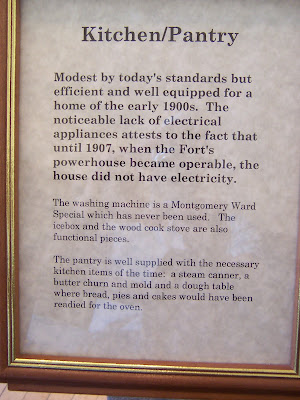 Kitchen/Pantry
Modest by today's standards but
efficient and well equipped for a
home of the early 1900s. The
noticeable lack of electrical
appliances attests to the fact that
until 1907, when the Fort's
powerhouse became operable, the
house did not have electricity.
The washing machine is a Montgomery Ward
Special which has never been used. The
icebox and the wood cook stove are also
functional pieces.
The pantry is well supplied with the necessary
kitchen items of the time: a steam canner, a
butter churn and mold and a dough table
where bread, pies and cakes would have been
readied for the oven.